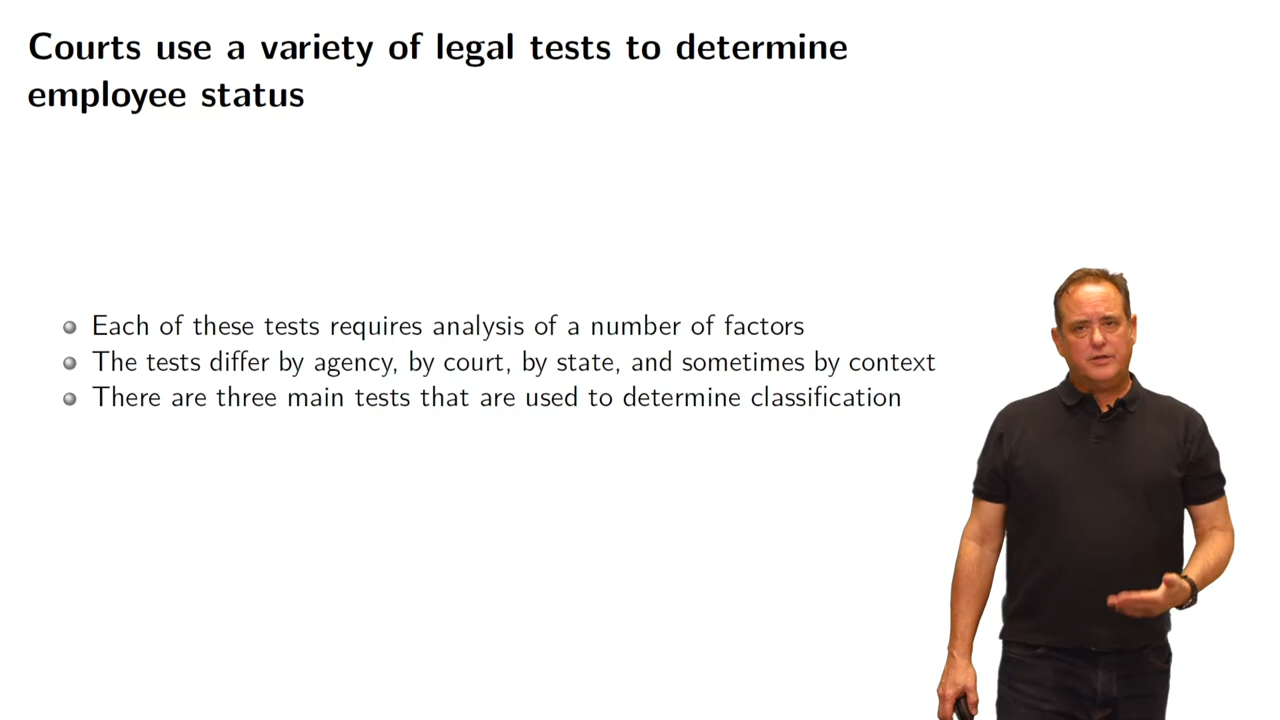 Courts use a variety of legal tests to determine
employee status
Each of these tests requires analysis of a number of factors
The tests differ by agency, by court, by state, and sometimes by context
There are three main tests that are used to determine classification